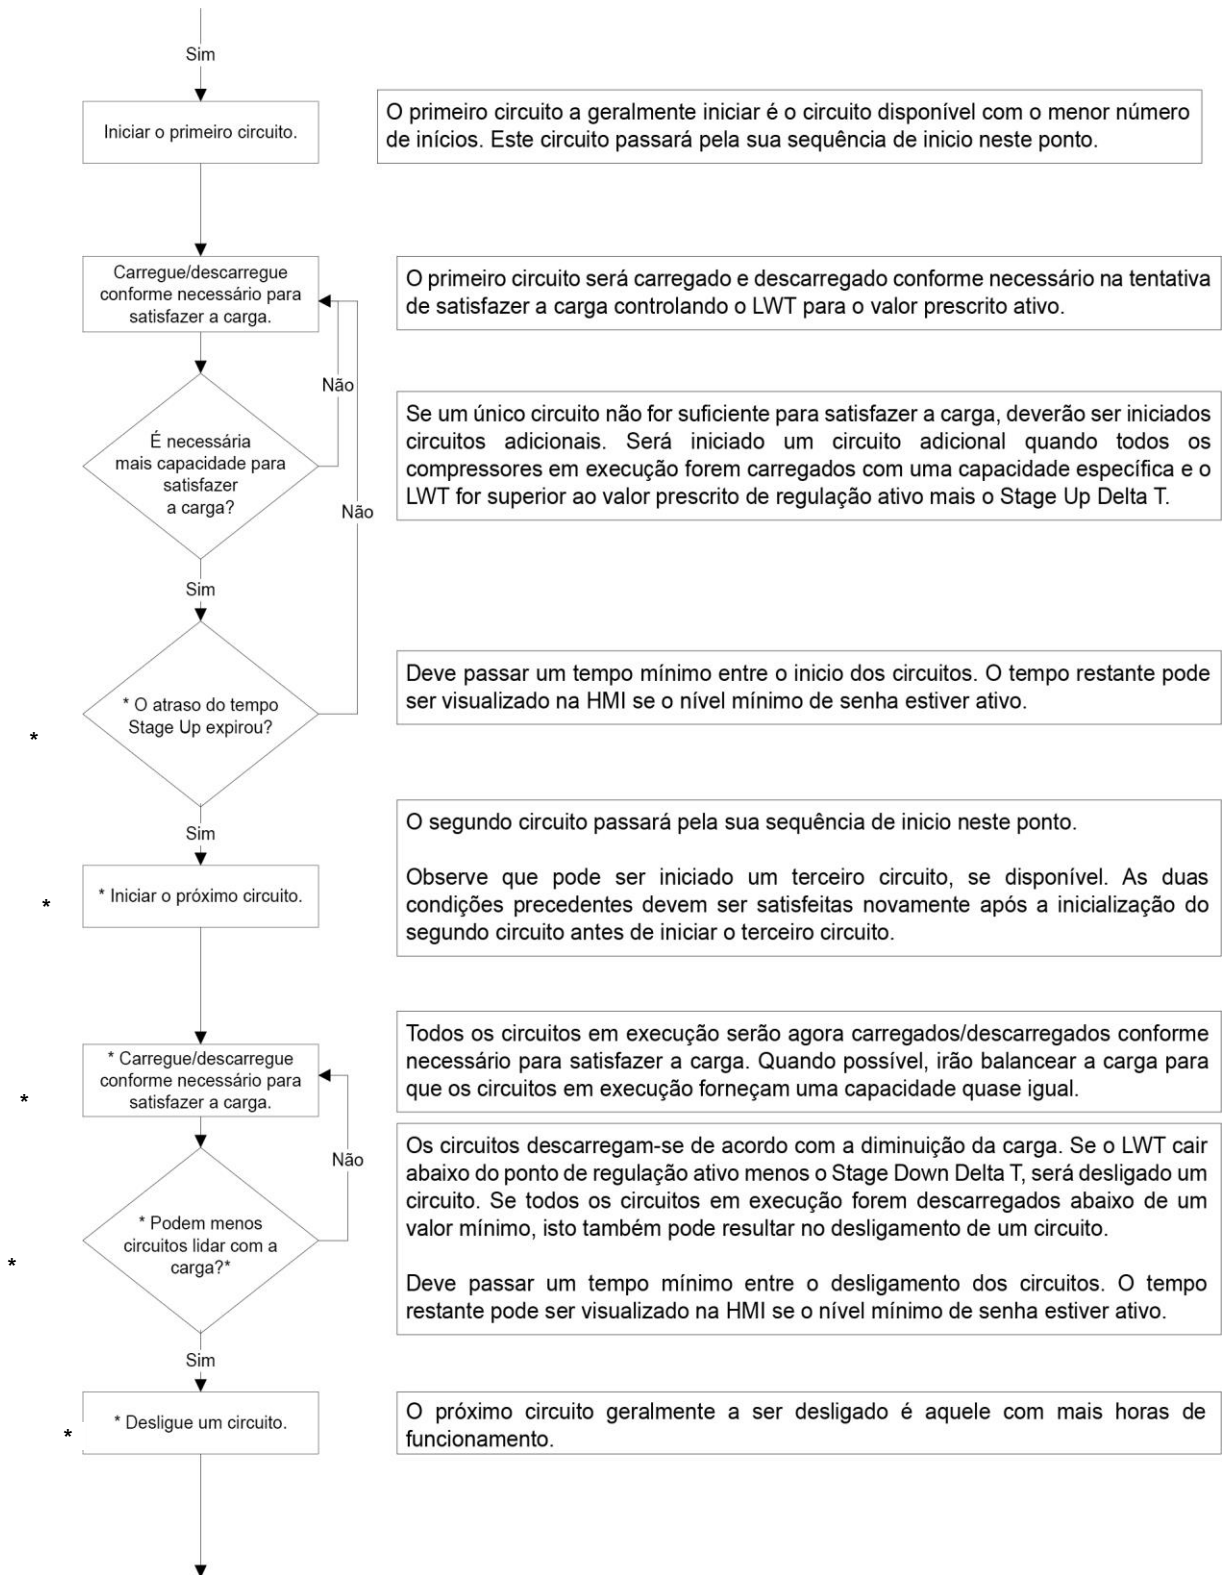 Sim
Iniciar o primeiro circuito.
O primeiro circuito a geralmente iniciar é o circuito disponível com o menor número
de inícios. Este circuito passará pela sua sequência de inicio neste ponto.
Carregue/descarregue
conforme necessário para
satisfazer a carga.
O primeiro circuito será carregado e descarregado conforme necessário na tentativa
de satisfazer a carga controlando o LWT para o valor prescrito ativo.
Não
É necessária
mais capacidade para
satisfazer
a carga?
Se um único circuito não for suficiente para satisfazer a carga, deverão ser iniciados
circuitos adicionais. Será iniciado um circuito adicional quando todos os
compressores em execução forem carregados com uma capacidade específica e o
LWT for superior ao valor prescrito de regulação ativo mais o Stage Up Delta T.
Não
Sim
* O atraso do tempo
Stage Up expirou?
*
Deve passar um tempo mínimo entre o inicio dos circuitos. O tempo restante pode
ser visualizado na HMI se o nível mínimo de senha estiver ativo.
Sim
* Iniciar o próximo circuito.
*
O segundo circuito passará pela sua sequência de inicio neste ponto.
Observe que pode ser iniciado um terceiro circuito, se disponível. As duas
condições precedentes devem ser satisfeitas novamente após a inicialização do
segundo circuito antes de iniciar o terceiro circuito.
* Carregue/descarregue
conforme necessário para
satisfazer a carga.
*
Todos os circuitos em execução serão agora carregados/descarregados conforme
necessário para satisfazer a carga. Quando possível, irão balancear a carga para
que os circuitos em execução forneçam uma capacidade quase igual.
Não
* Podem menos
circuitos lidar com a
carga?*
*
Os circuitos descarregam-se de acordo com a diminuição da carga. Se o LWT cair
abaixo do ponto de regulação ativo menos o Stage Down Delta T, será desligado um
circuito. Se todos os circuitos em execução forem descarregados abaixo de um
valor mínimo, isto também pode resultar no desligamento de um circuito.
Deve passar um tempo mínimo entre o desligamento dos circuitos. O tempo
restante pode ser visualizado na HMI se o nível mínimo de senha estiver ativo.
Sim
* Desligue um circuito.
*
O próximo circuito geralmente a ser desligado é aquele com mais horas de
funcionamento.